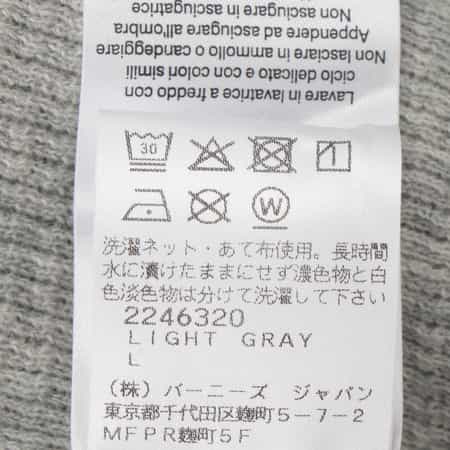 Lavare in lavatrice a freddo con
ciclo delicato e con colori simili
Non lasciare in ammollo o candeggiare
Appendere ad asciugare all'ombra
Non asciugare in asciugatrice
30
W
洗濯ネット・あて布使用。長時間
水に漬けたままにせず濃色物と白
色淡色物は分けて洗濯して下さい
2246320
LIGHT GRAY
L
(株) バーニーズ ジャパン
東京都千代田区麹町5-7-2
MFPR麹町5F